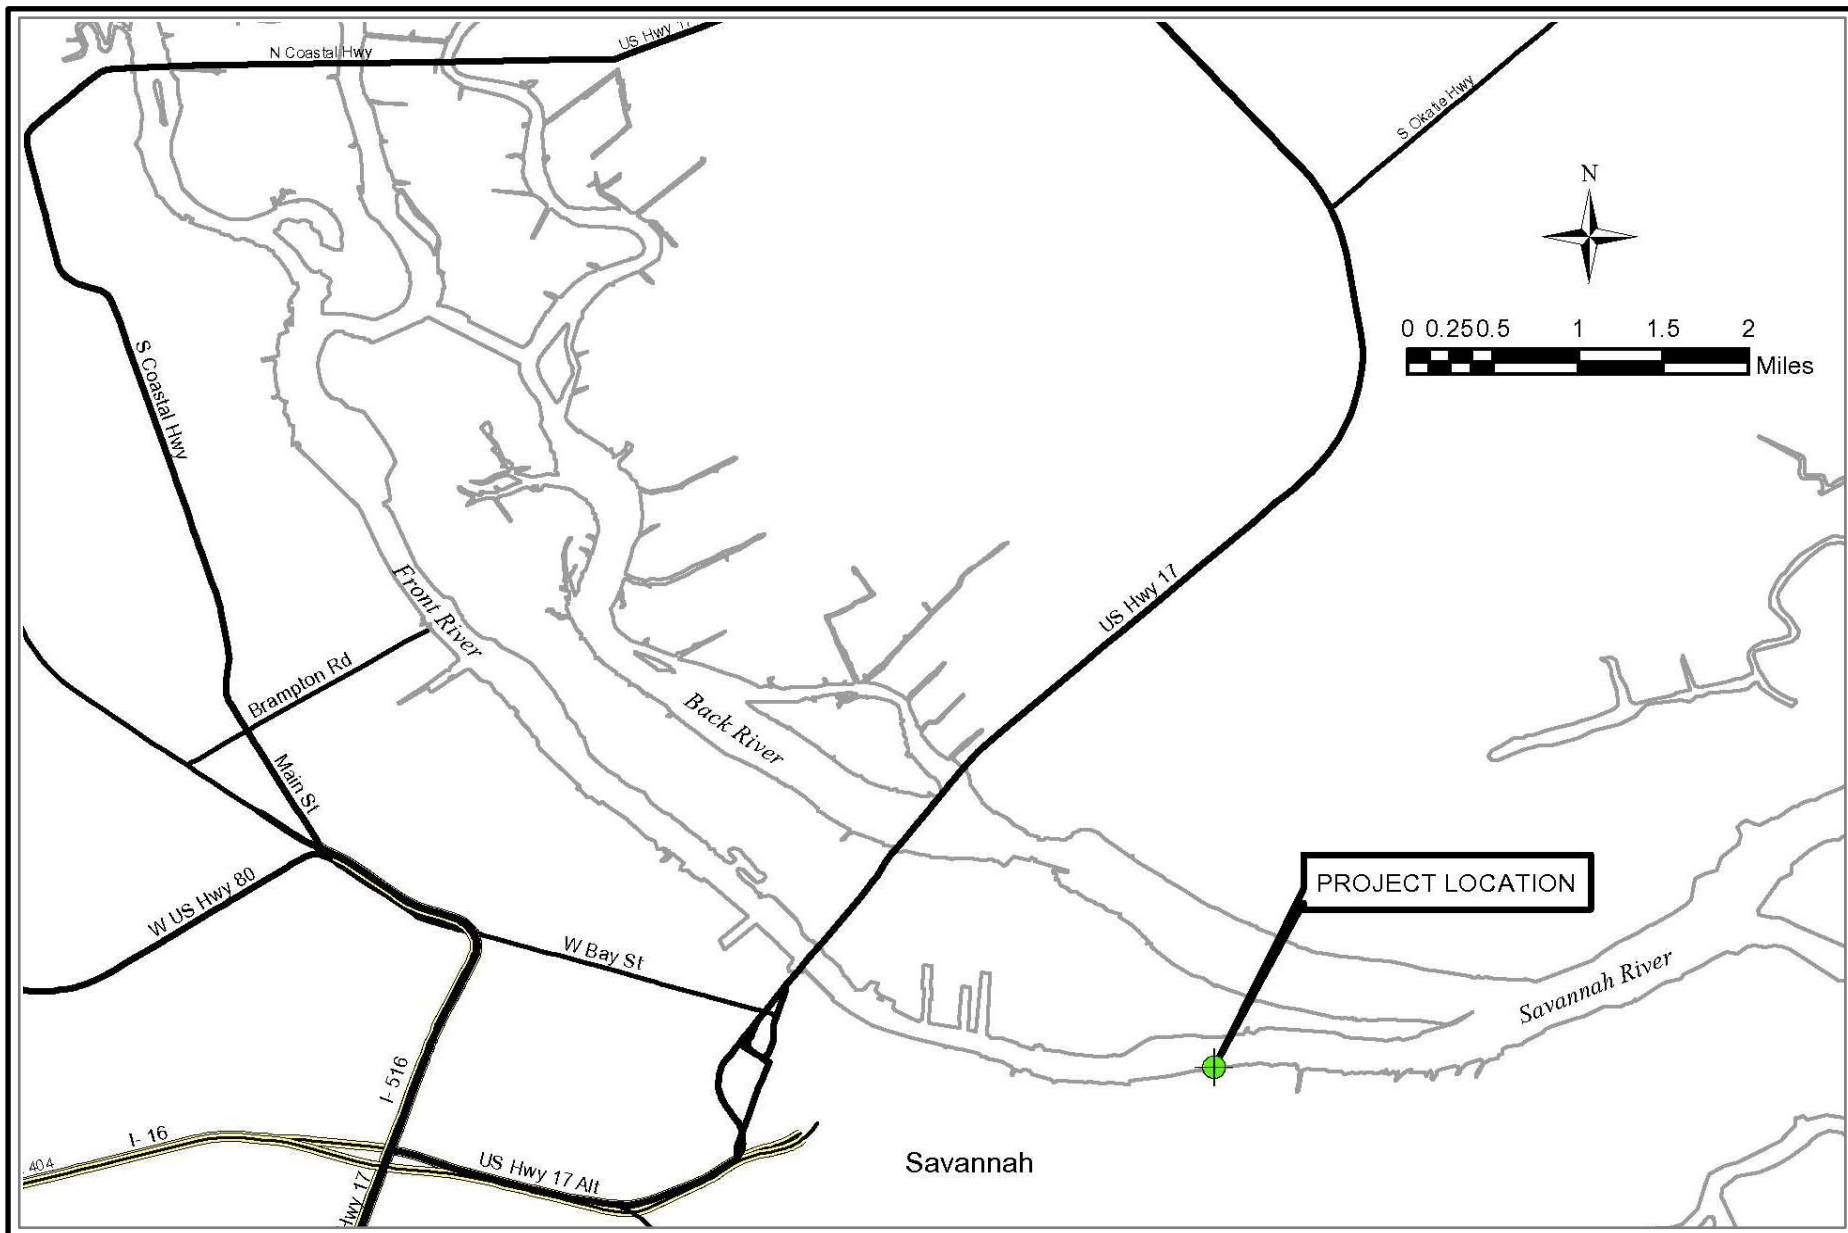 N Coastal Hwy
US Hwy 17
S Okatie Hwy
N
0 0.25 0.5 1 1.5 2
Miles
S Coastal Hwy
Front River
US Hwy 17
Brampton Rd
Back River
Main St
PROJECT LOCATION
W US Hwy 80
W Bay St
Savannah River
I- 516
I- 16
404
US Hwy 17 Alt
Savannah
Hwy 17